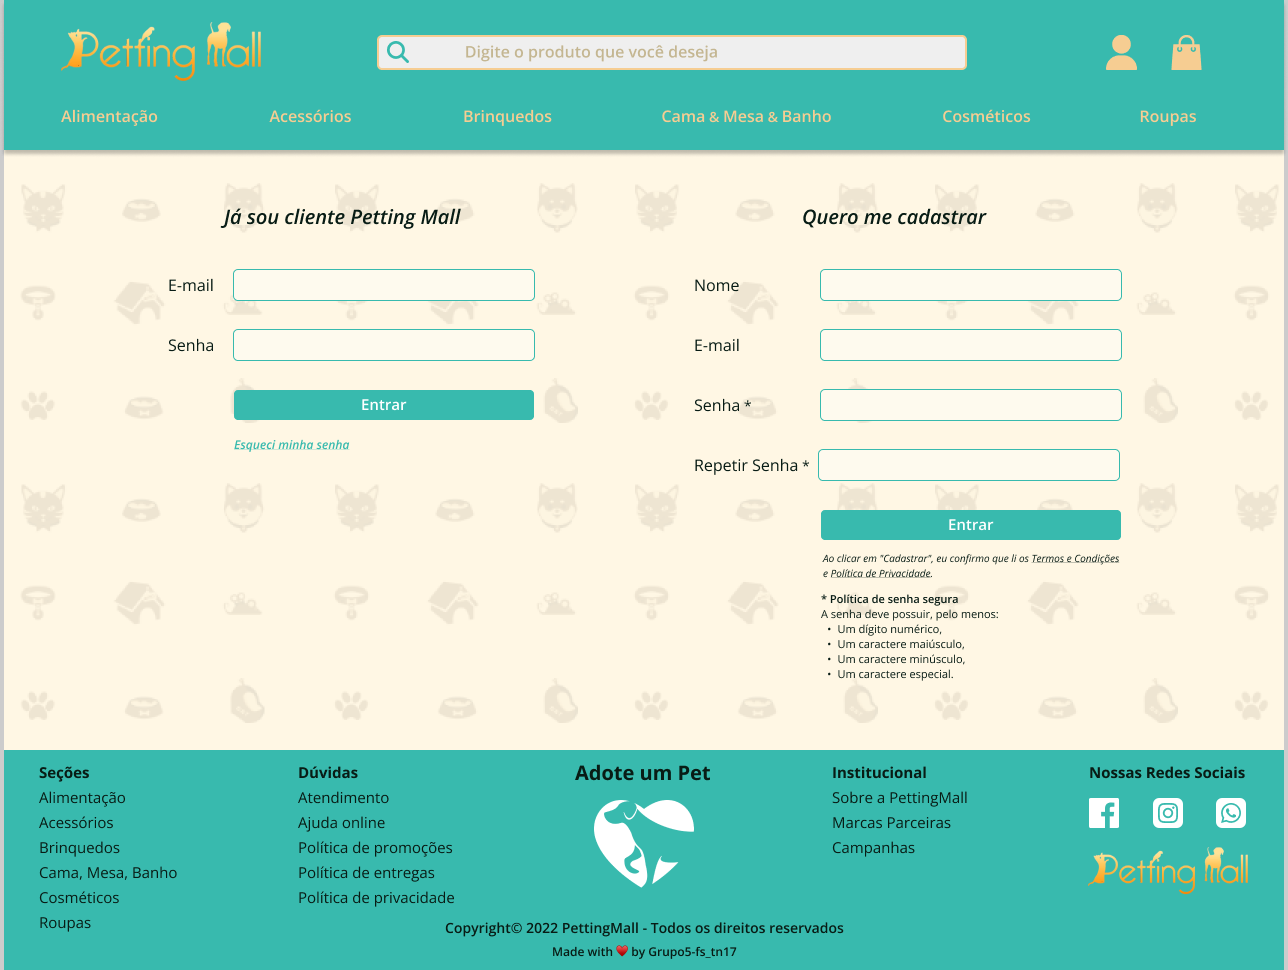 Petting Mall
Digite o produto que você deseja
Alimentação
Acessórios
Brinquedos
Cama & Mesa & Banho
Cosméticos
Roupas
Já sou cliente Petting Mall
E-mail
Senha
Entrar
Esqueci minha senha
Quero me cadastrar
Nome
E-mail
Senha *
Repetir Senha *
Entrar
Ao clicar em "Cadastrar", eu confirmo que li os Termos e Condições
e Política de Privacidade.
* Política de senha segura
A senha deve possuir, pelo menos:
• Um dígito numérico,
• Um caractere maiúsculo,
• Um caractere minúsculo,
• Um caractere especial.
Seções
Alimentação
Acessórios
Brinquedos
Cama, Mesa, Banho
Cosméticos
Roupas
Dúvidas
Atendimento
Ajuda online
Política de promoções
Política de entregas
Política de privacidade
Adote um Pet
Institucional
Sobre a PettingMall
Marcas Parceiras
Campanhas
Nossas Redes Sociais
Petting Mall
Copyright© 2022 PettingMall - Todos os direitos reservados
Made with ❤️ by Grupo5-fs_tn17